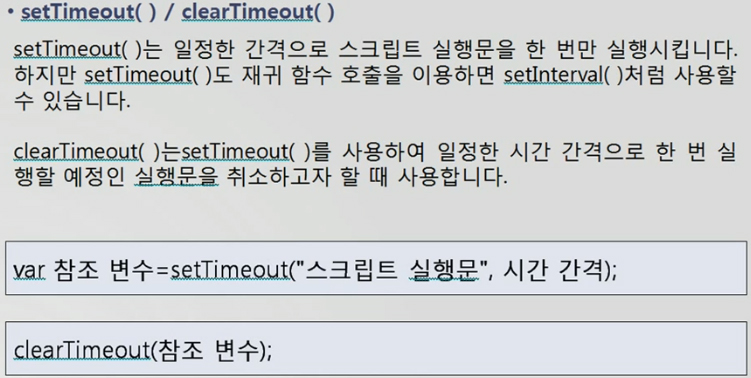 • setTimeout( ) / clearTimeout( )
setTimeout( )는 일정한 간격으로 스크립트 실행문을 한 번만 실행시킵니다.
하지만 setTimeout( )도 재귀 함수 호출을 이용하면 setInterval( )처럼 사용할
수 있습니다.
clearTimeout( )는setTimeout( )를 사용하여 일정한 시간 간격으로 한 번 실
행할 예정인 실행문을 취소하고자 할 때 사용합니다.
var 참조 변수=setTimeout("스크립트 실행문", 시간 간격);
clearTimeout(참조 변수);